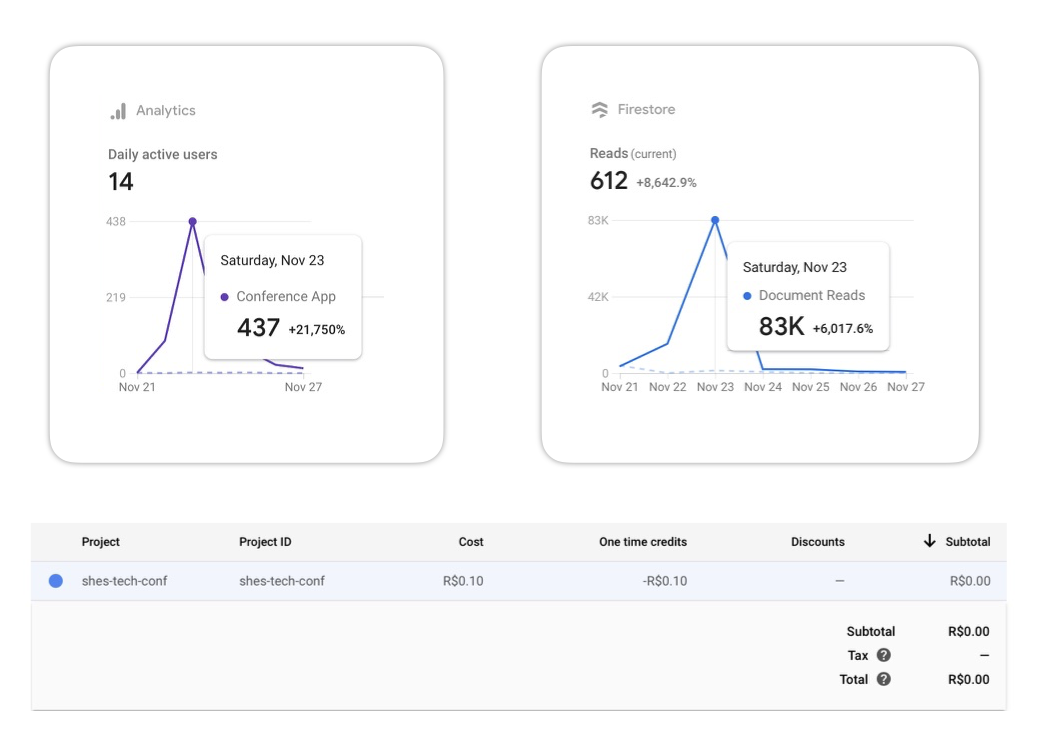 Analytics
Daily active users
14
438
219
0
Nov 21
Nov 27
Saturday, Nov 23
Conference App
437 +21,750%
Firestore
Reads (current)
612 +8,642.9%
83K
42K
0
Nov 21 Nov 22 Nov 23 Nov 24 Nov 25 Nov 26 Nov 27
Saturday, Nov 23
Document Reads
83K +6,017.6%
Project Project ID Cost One time credits Discounts Subtotal
shes-tech-conf shes-tech-conf R$0.10 -R$0.10 — R$0.00
Subtotal R$0.00
Tax ? —
Total ? R$0.00